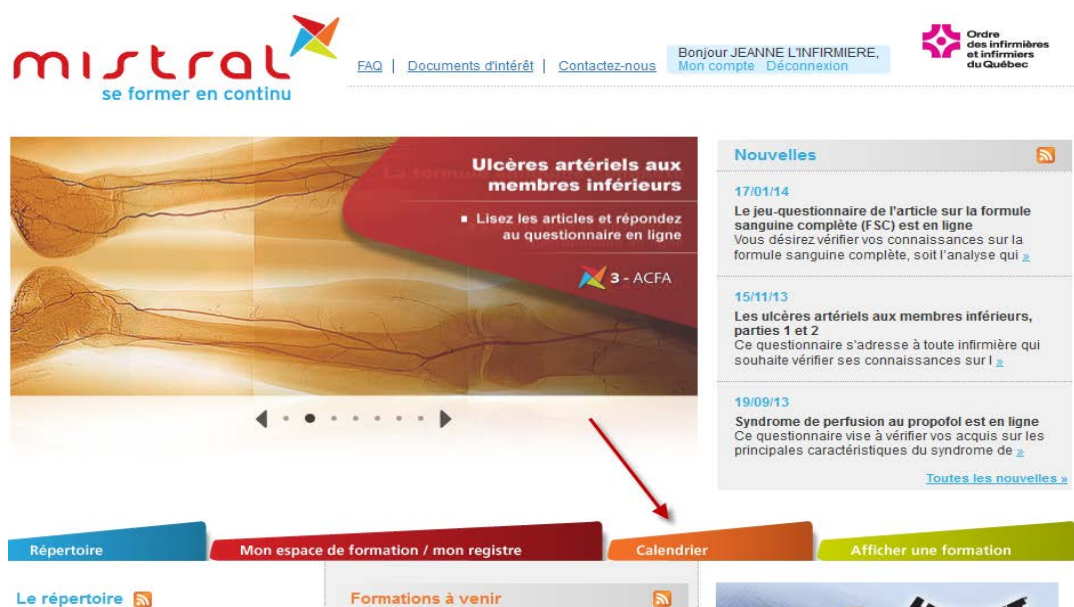 mistral
se former en continu
FAQ | Documents d'intérêt | Contactez-nous
Bonjour JEANNE L'INFIRMIERE,
Mon compte Déconnexion
Ordre
des infirmières
et infirmiers
du Québec
Ulcères artériels aux
membres inférieurs
▪ Lisez les articles et répondez
au questionnaire en ligne
3 - ACFA
Nouvelles
17/01/14
Le jeu-questionnaire de l'article sur la formule
sanguine complète (FSC) est en ligne
Vous désirez vérifier vos connaissances sur la
formule sanguine complète, soit l'analyse qui »
15/11/13
Les ulcères artériels aux membres inférieurs,
parties 1 et 2
Ce questionnaire s'adresse à toute infirmière qui
souhaite vérifier ses connaissances sur l »
19/09/13
Syndrome de perfusion au propofol est en ligne
Ce questionnaire vise à vérifier vos acquis sur les
principales caractéristiques du syndrome de »
Toutes les nouvelles »
Répertoire
Mon espace de formation / mon registre
Calendrier
Afficher une formation
Le répertoire
Formations à venir